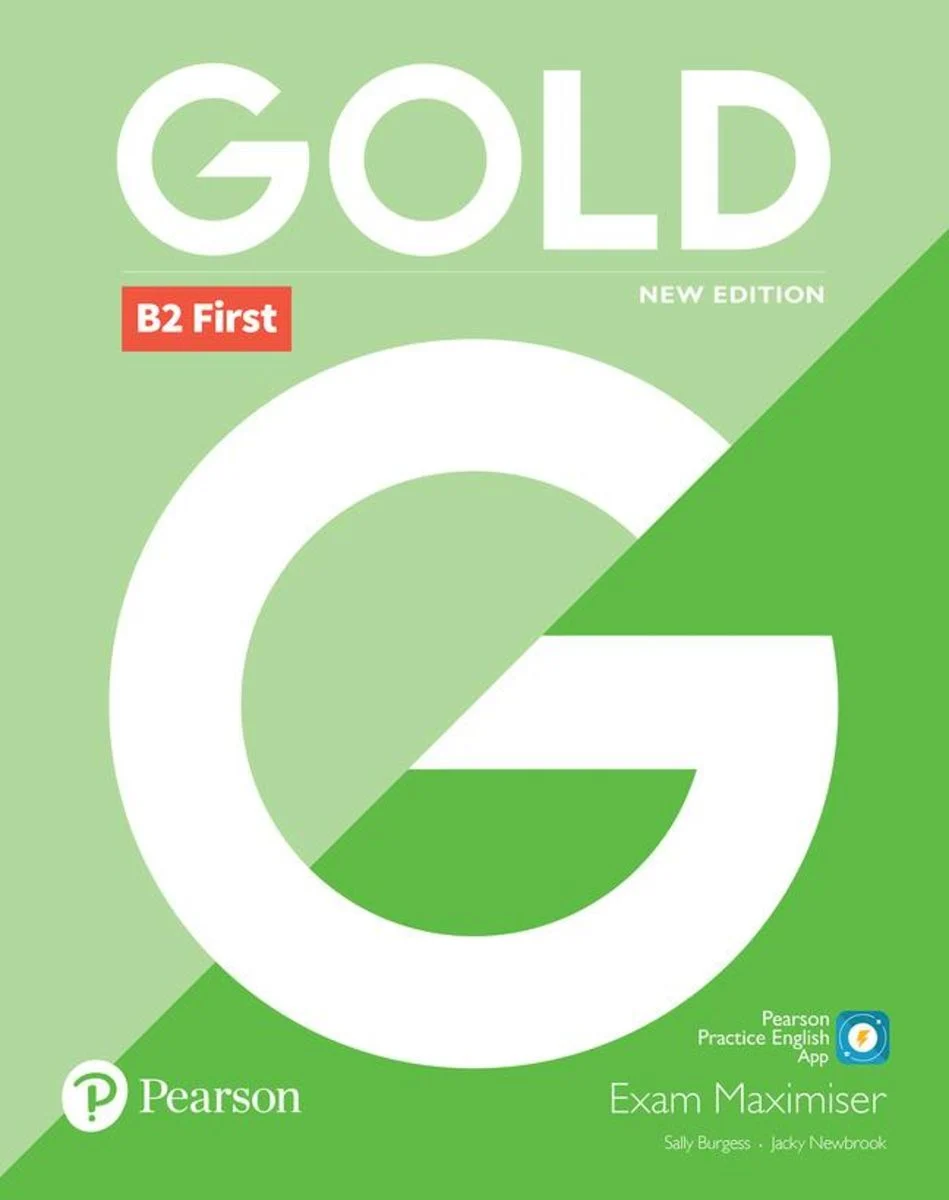 GOLD
NEW EDITION
B2 First
G
Pearson
Practice English
App
Exam Maximiser
Sally Burgess • Jacky Newbrook
Pearson